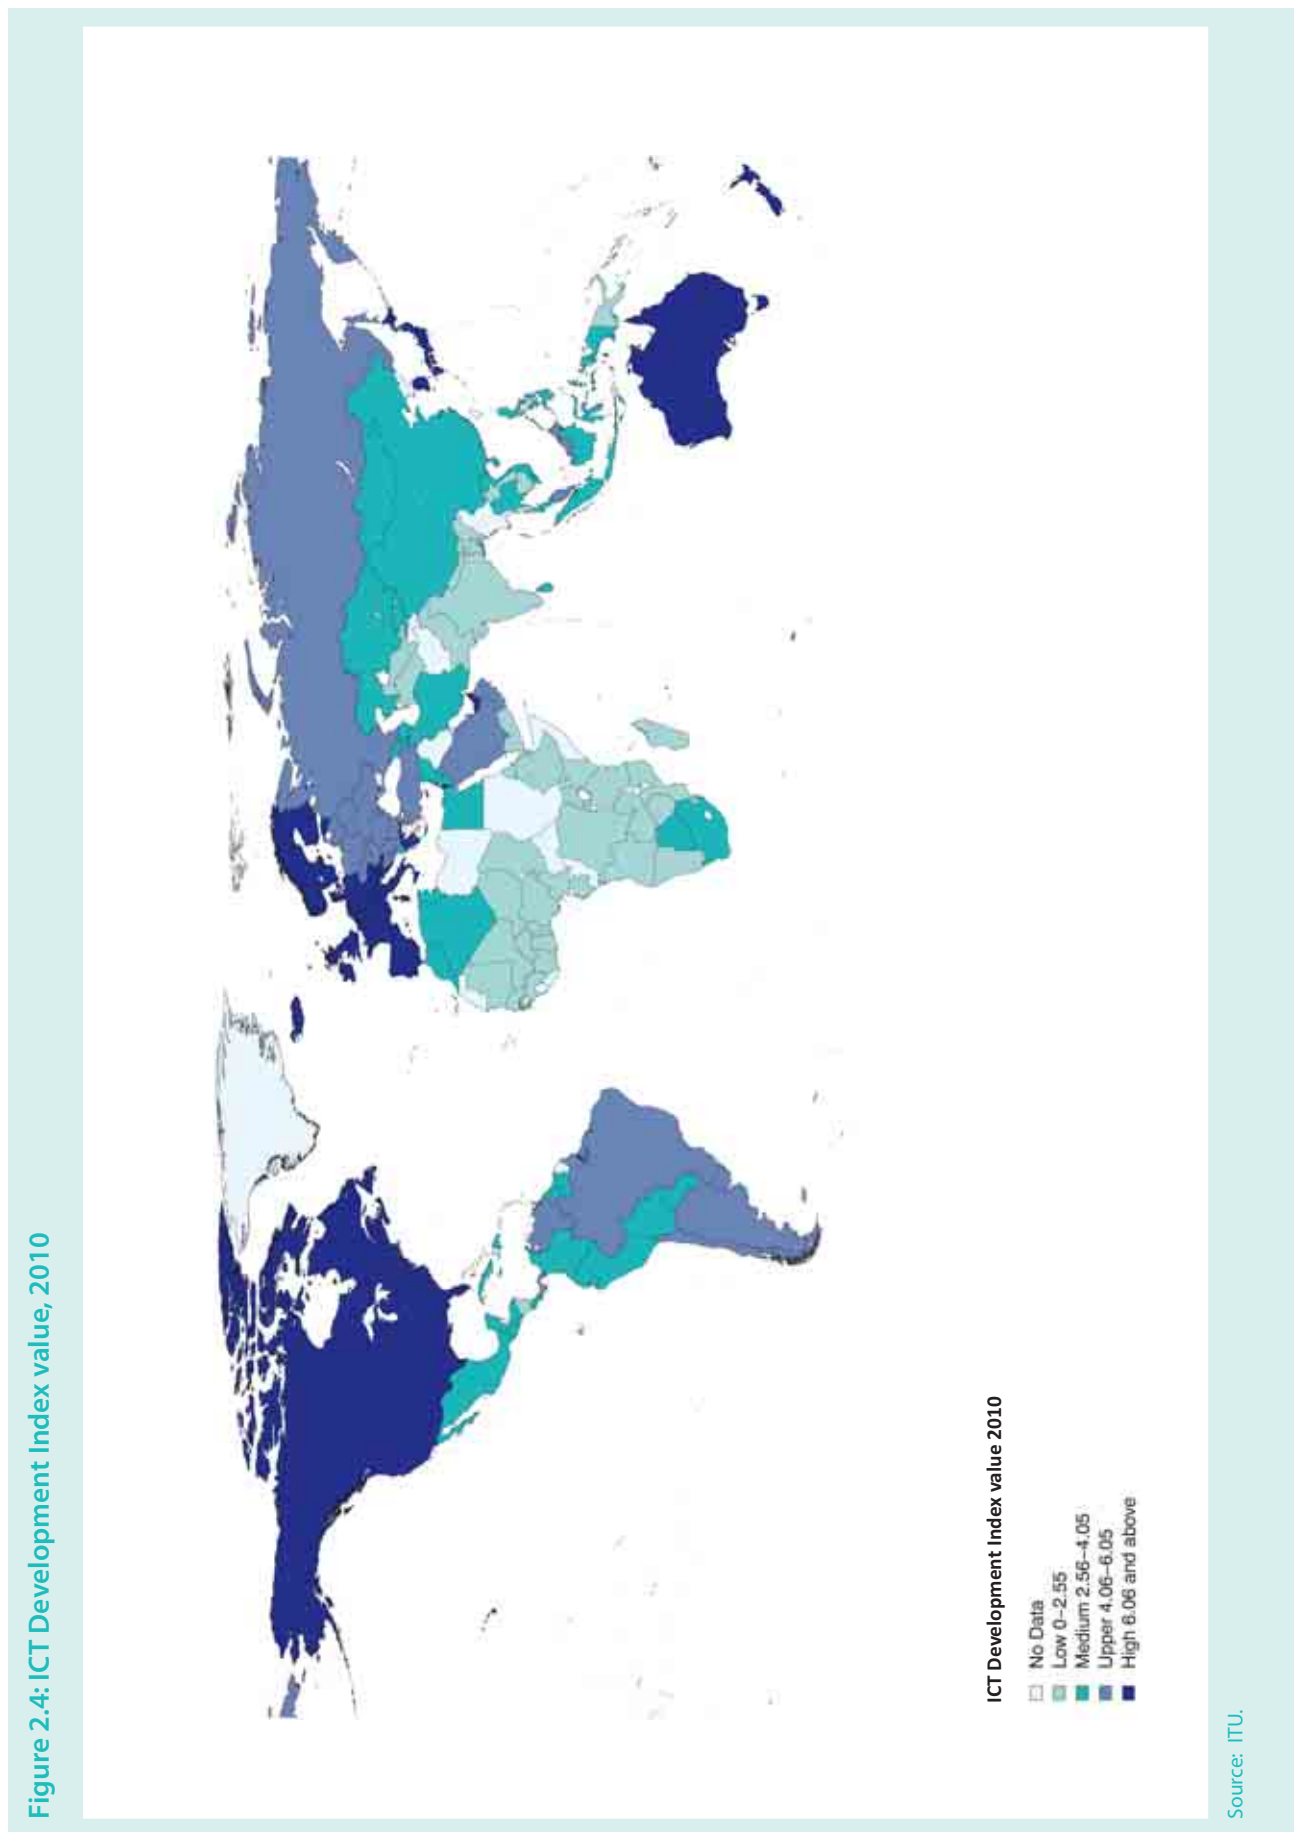 Figure 2.4: ICT Development Index value, 2010
ICT Development Index value 2010
No Data
Low 0–2.55
Medium 2.56–4.05
Upper 4.06–6.05
High 6.06 and above
Source: ITU.